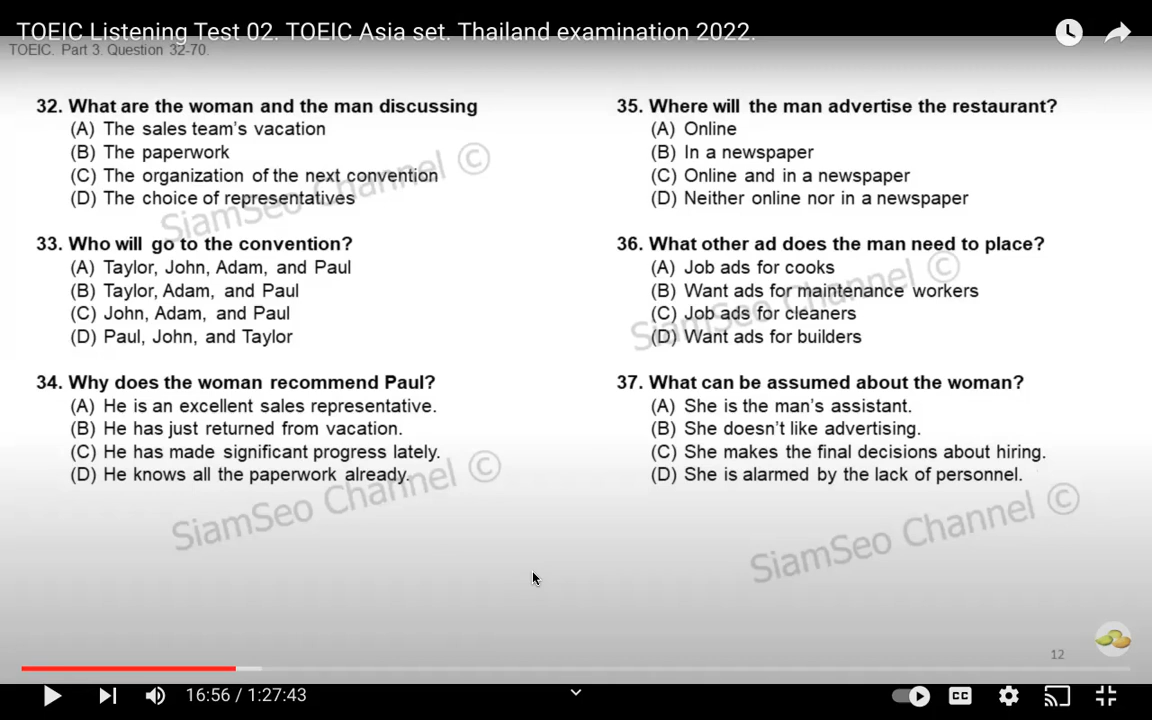 TOEIC Listening Test 02. TOEIC Asia set. Thailand examination 2022.
TOEIC. Part 3. Question 32-70.
32. What are the woman and the man discussing
(A) The sales team's vacation
(B) The paperwork
(C) The organization of the next convention
(D) The choice of representatives
33. Who will go to the convention?
(A) Taylor, John, Adam, and Paul
(B) Taylor, Adam, and Paul
(C) John, Adam, and Paul
(D) Paul, John, and Taylor
34. Why does the woman recommend Paul?
(A) He is an excellent sales representative.
(B) He has just returned from vacation.
(C) He has made significant progress lately.
(D) He knows all the paperwork already.
SiamSeo Channel ©
SiamSeo Channel ©
35. Where will the man advertise the restaurant?
(A) Online
(B) In a newspaper
(C) Online and in a newspaper
(D) Neither online nor in a newspaper
36. What other ad does the man need to place?
(A) Job ads for cooks
(B) Want ads for maintenance workers
(C) Job ads for cleaners
(D) Want ads for builders
37. What can be assumed about the woman?
(A) She is the man's assistant.
(B) She doesn't like advertising.
(C) She makes the final decisions about hiring.
(D) She is alarmed by the lack of personnel.
SiamSeo Channel ©
SiamSeo Channel ©
12
16:56 / 1:27:43
CC